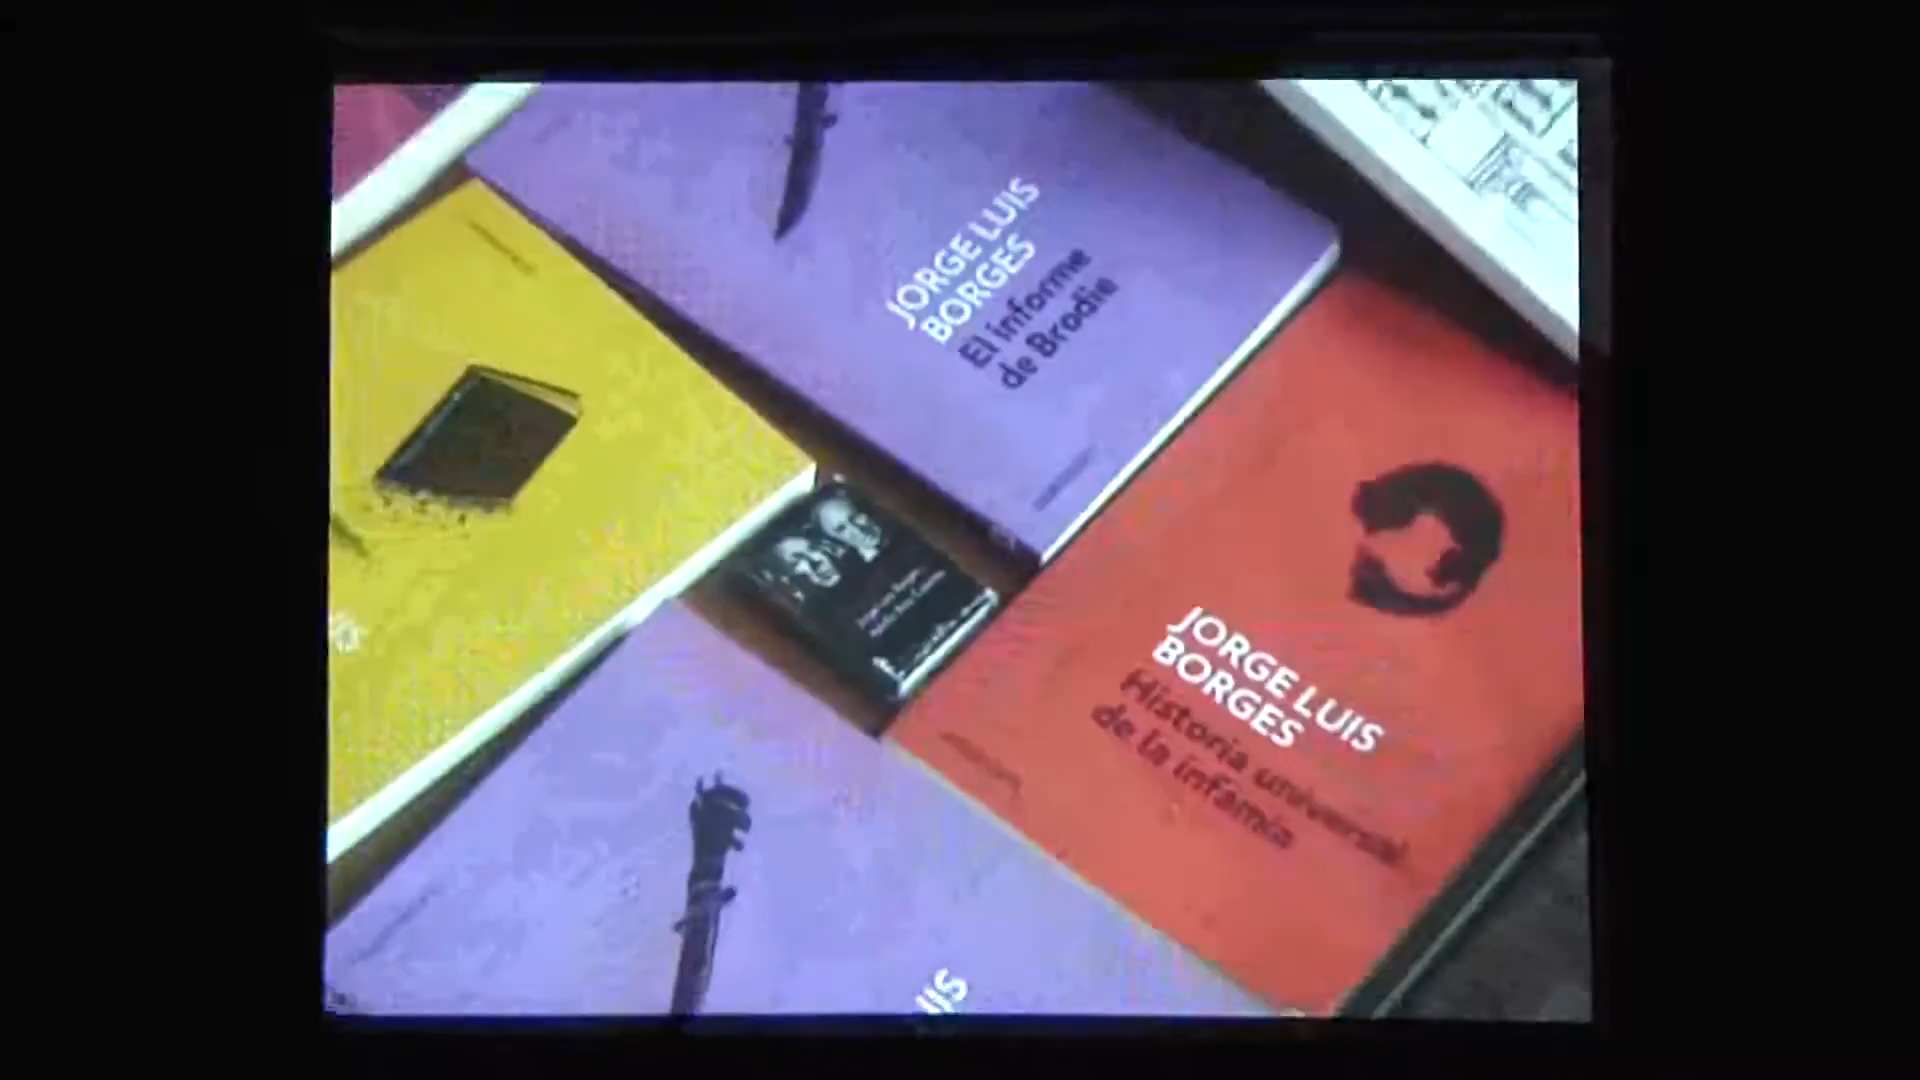 JORGE LUIS
BORGES
El informe
de Brodie
JORGE LUIS
BORGES
Historia universal
de la infamia
UIS